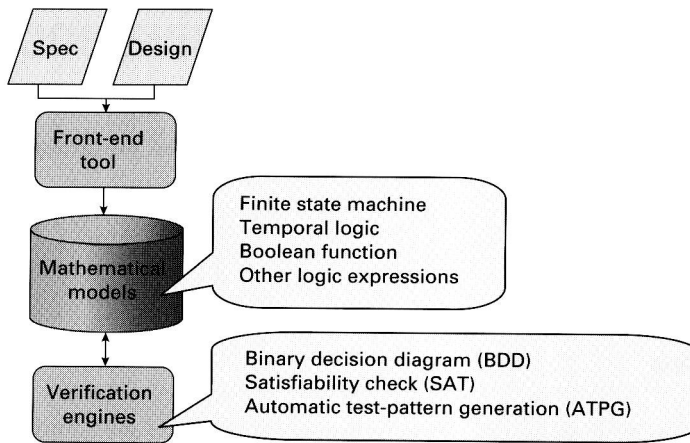 Spec
Design
Front-end
tool
Mathematical
models
Finite state machine
Temporal logic
Boolean function
Other logic expressions
Verification
engines
Binary decision diagram (BDD)
Satisfiability check (SAT)
Automatic test-pattern generation (ATPG)